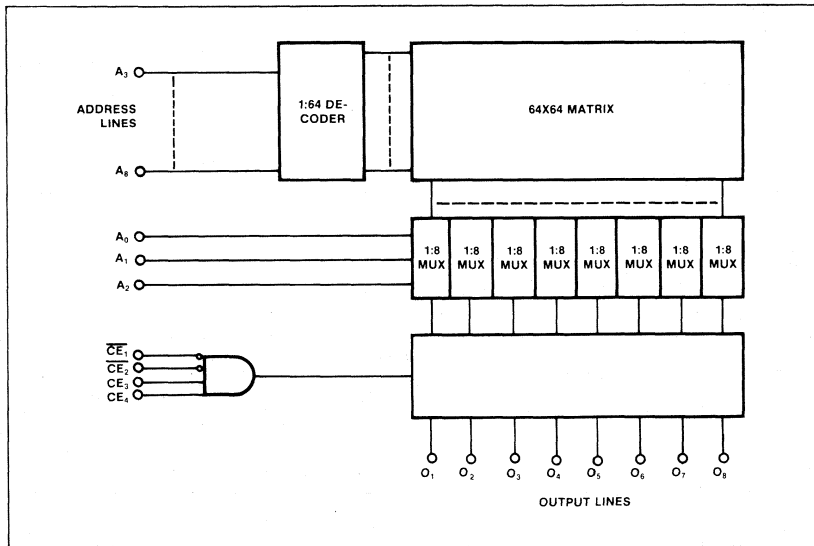 A₃
ADDRESS
LINES
A₈
1:64 DE-
CODER
64X64 MATRIX
A₀
A₁
A₂
1:8
MUX
1:8
MUX
1:8
MUX
1:8
MUX
1:8
MUX
1:8
MUX
1:8
MUX
1:8
MUX
C̅E̅₁
C̅E̅₂
CE₃
CE₄
O₁ O₂ O₃ O₄ O₅ O₆ O₇ O₈
OUTPUT LINES